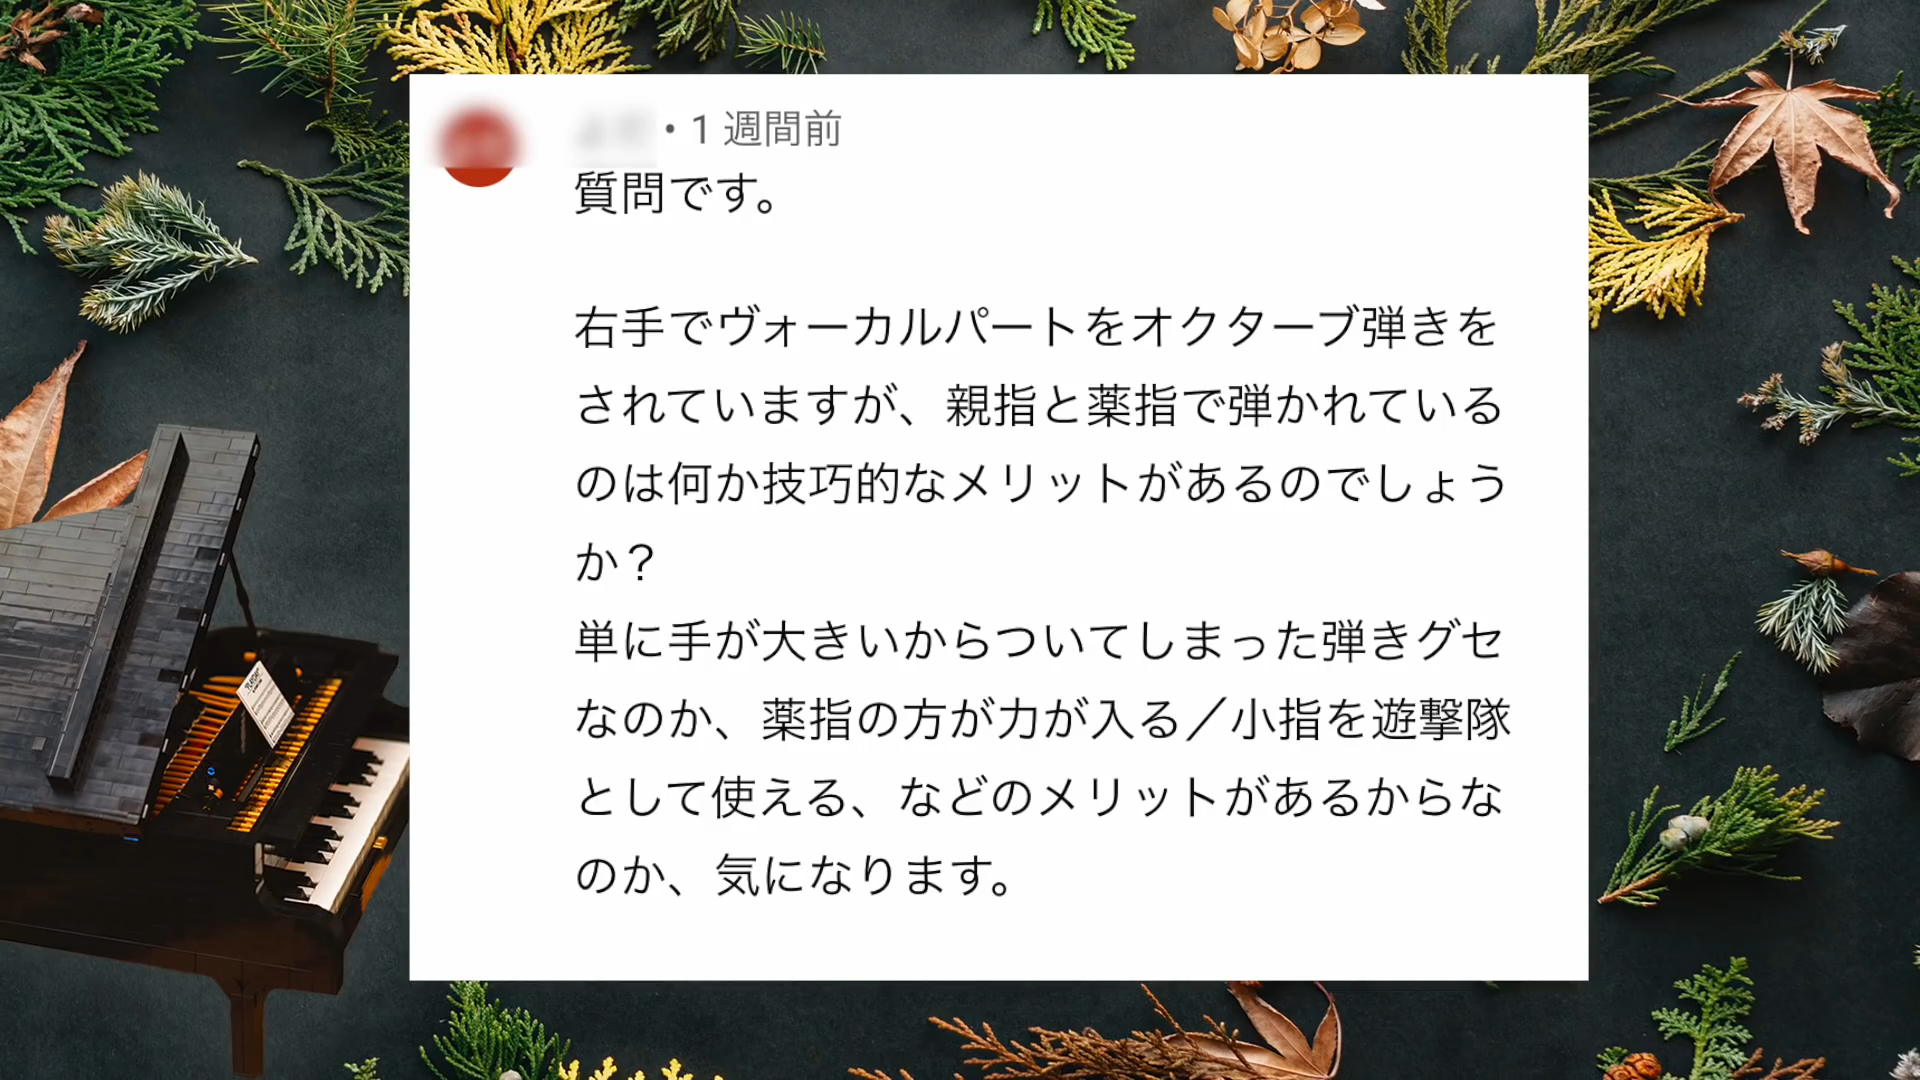 • 1 週間前
質問です。
右手でヴォーカルパートをオクターブ弾きを
されていますが、親指と薬指で弾かれている
のは何か技巧的なメリットがあるのでしょう
か？
単に手が大きいからついてしまった弾きグセ
なのか、薬指の方が力が入る／小指を遊撃隊
として使える、などのメリットがあるからな
のか、気になります。